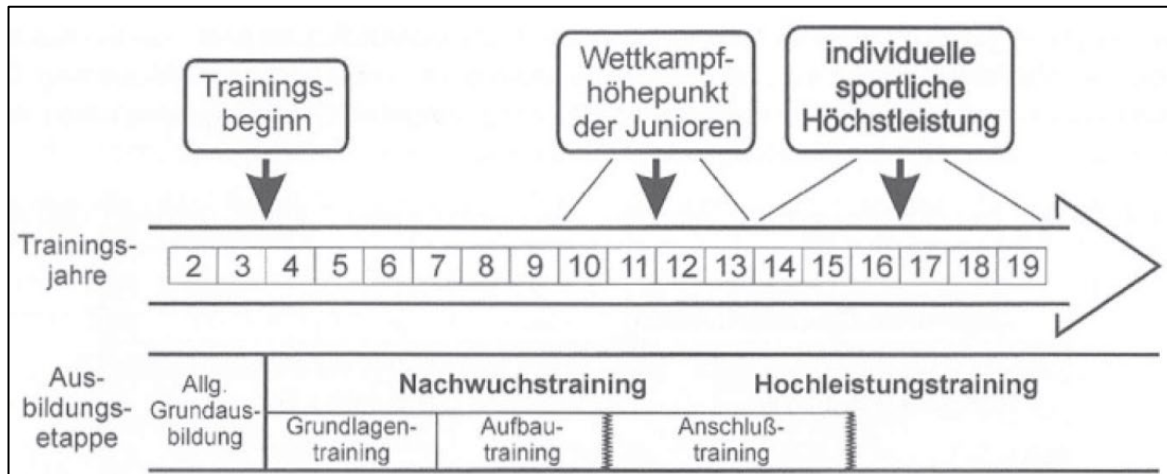 Trainings-
beginn
Wettkampf-
höhepunkt
der Junioren
individuelle
sportliche
Höchstleistung
Trainings-
jahre
2 3 4 5 6 7 8 9 10 11 12 13 14 15 16 17 18 19
Aus-
bildungs-
etappe
Allg.
Grundaus-
bildung
Nachwuchstraining
Hochleistungstraining
Grundlagen-
training
Aufbau-
training
Anschluß-
training